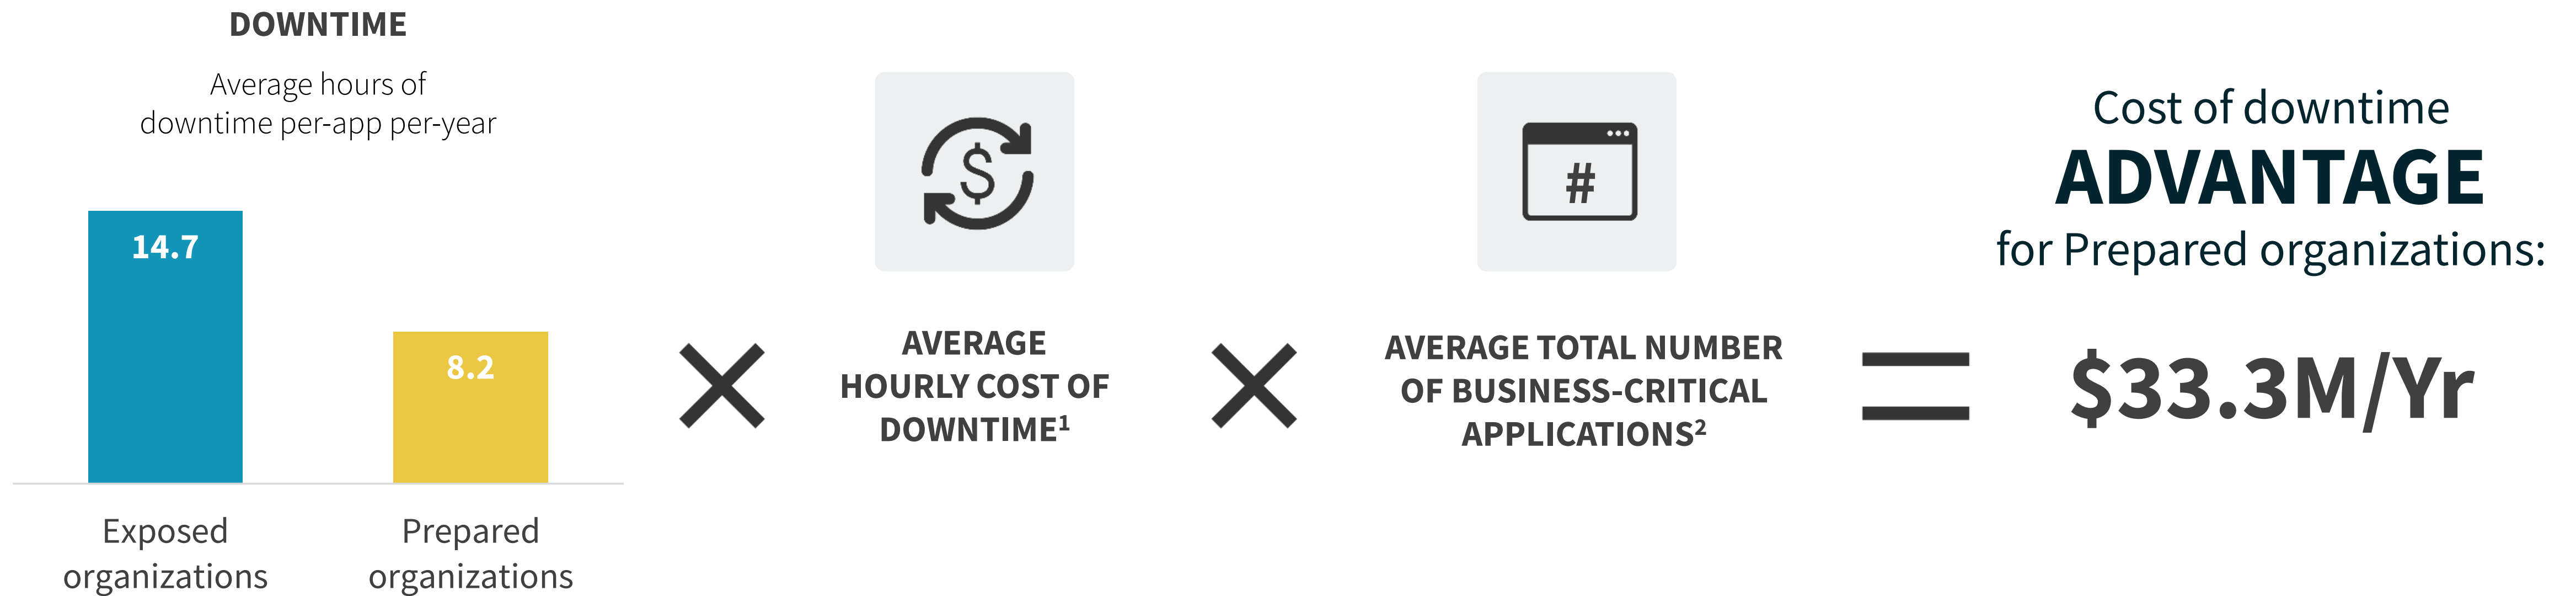 DOWNTIME
Average hours of
downtime per-app per-year
14.7
8.2
Exposed
organizations
Prepared
organizations
$
AVERAGE
HOURLY COST OF
DOWNTIME¹
#
AVERAGE TOTAL NUMBER
OF BUSINESS-CRITICAL
APPLICATIONS²
Cost of downtime
ADVANTAGE
for Prepared organizations:
$33.3M/Yr